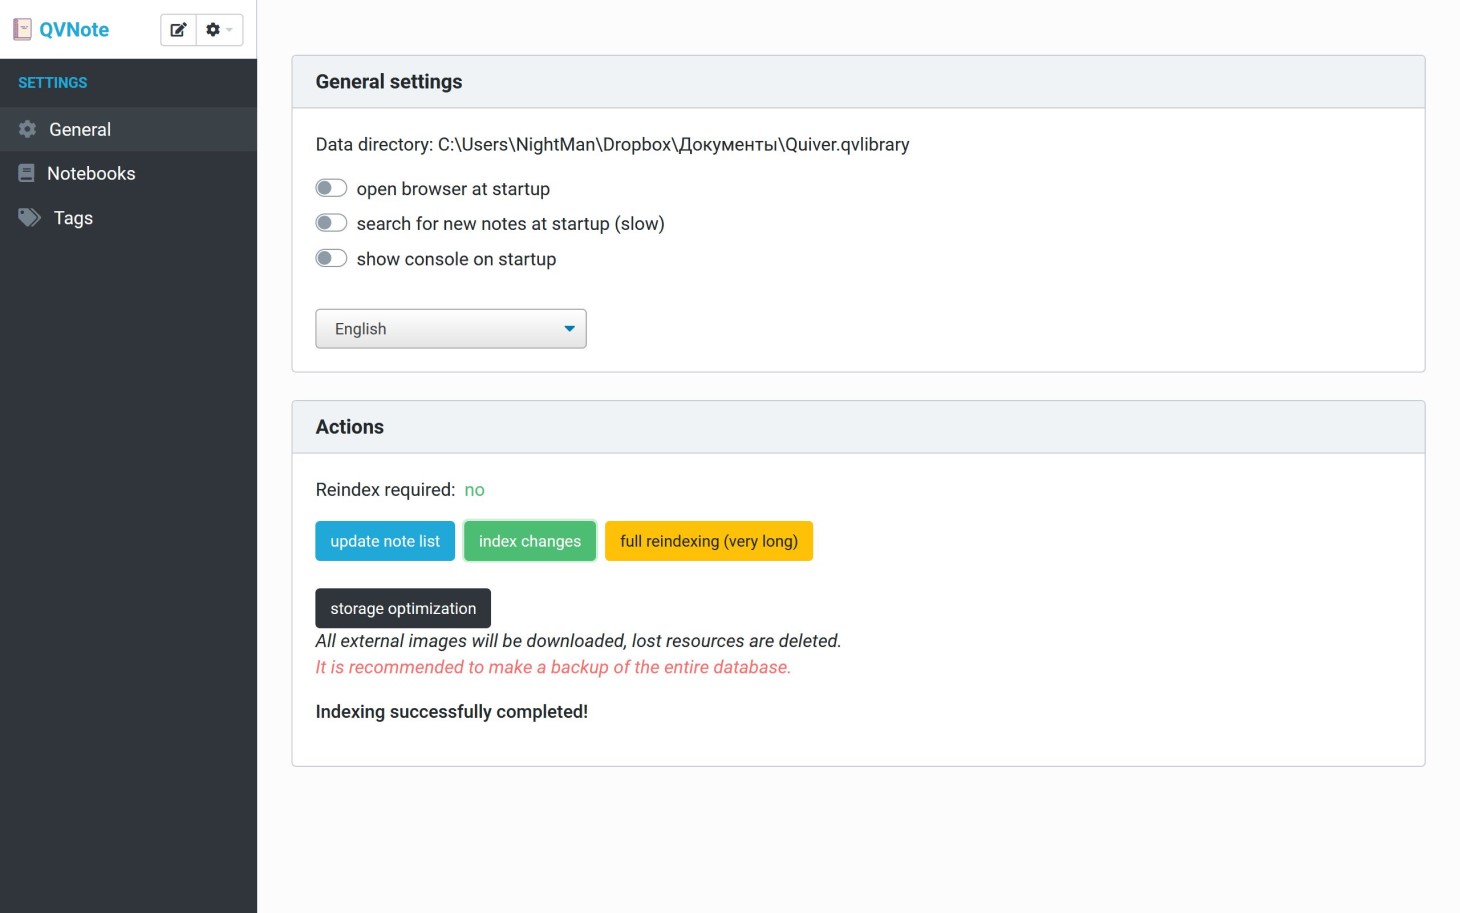 QVNote
SETTINGS
General
Notebooks
Tags
General settings
Data directory: C:\Users\NightMan\Dropbox\Документы\Quiver.qvlibrary
open browser at startup
search for new notes at startup (slow)
show console on startup
English
Actions
Reindex required: no
update note list index changes full reindexing (very long)
storage optimization
All external images will be downloaded, lost resources are deleted.
It is recommended to make a backup of the entire database.
Indexing successfully completed!